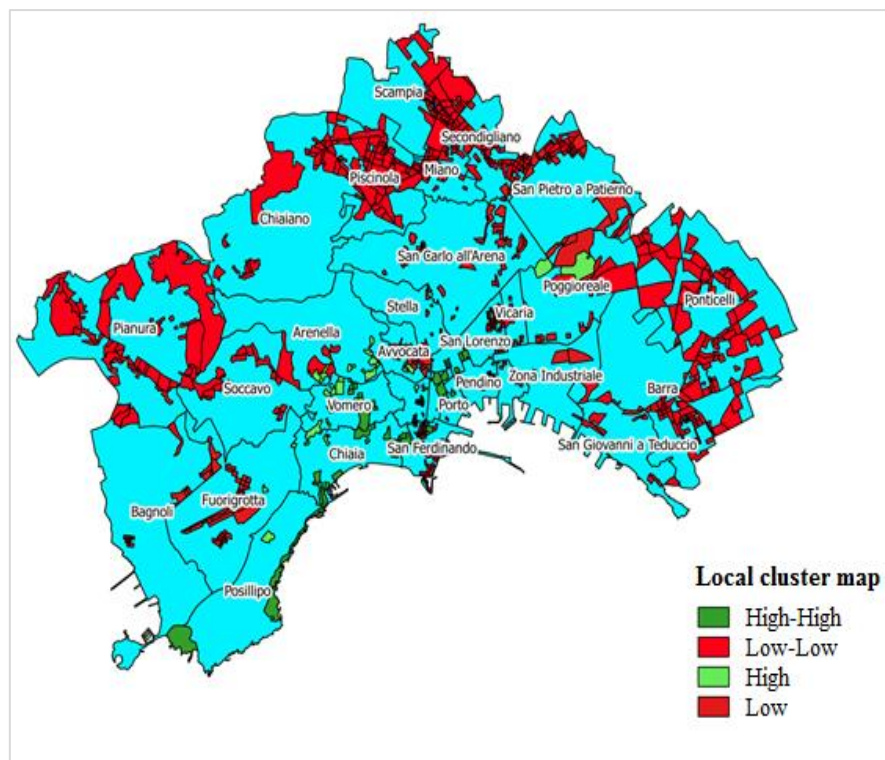 Scampia
Secondigliano
Miano
Piscinola
San Pietro a Patierno
Chiaiano
San Carlo all'Arena
Poggioreale
Ponticelli
Stella
Vicaria
Pianura
Arenella
San Lorenzo
Avvocata
Zona Industriale
Pendino
Soccavo
Barra
Vomero
Porto
San Giovanni a Teduccio
San Ferdinando
Chiaia
Fuorigrotta
Bagnoli
Posillipo
Local cluster map
High-High
Low-Low
High
Low